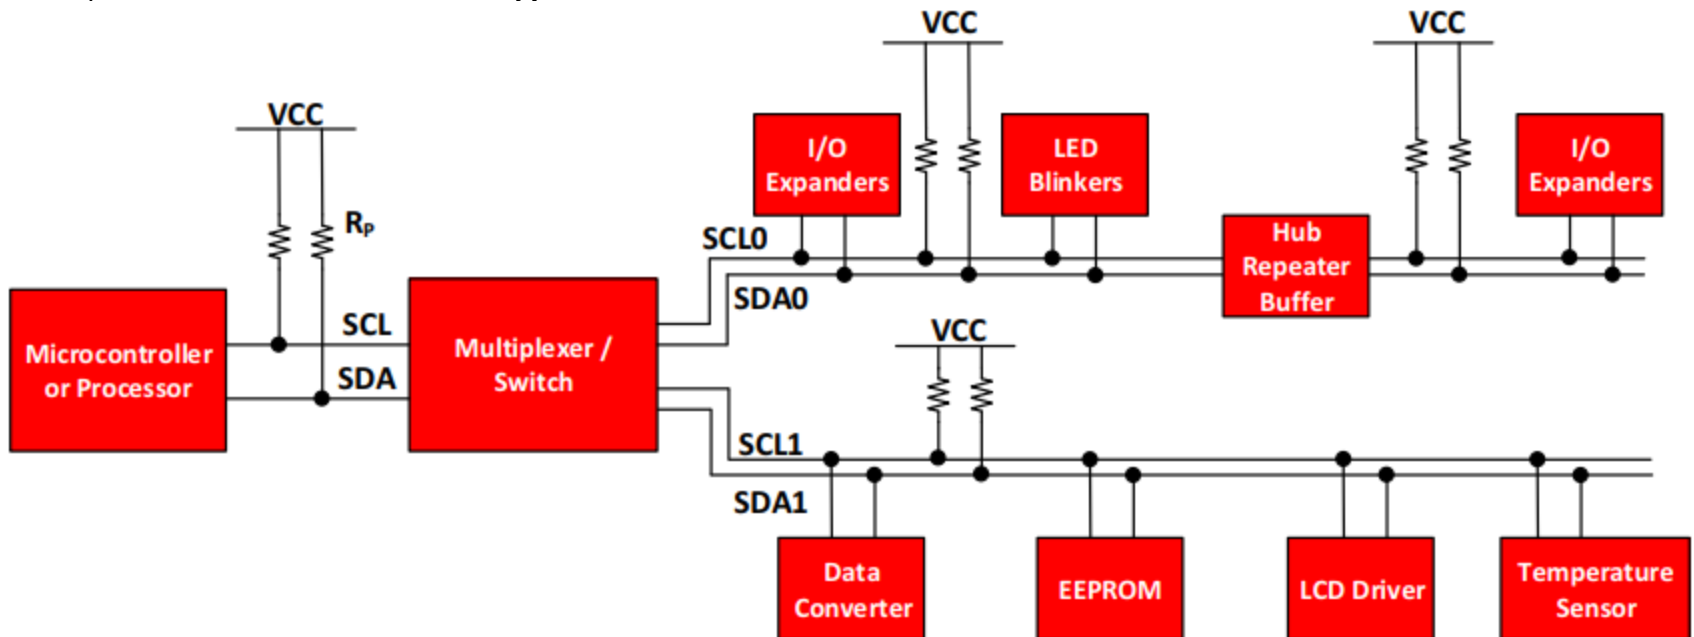 VCC
VCC
VCC
I/O
Expanders
LED
Blinkers
I/O
Expanders
R_P
SCL0
Hub
Repeater
Buffer
SDA0
SCL
SDA
Microcontroller
or Processor
Multiplexer /
Switch
VCC
SCL1
SDA1
Data
Converter
EEPROM
LCD Driver
Temperature
Sensor